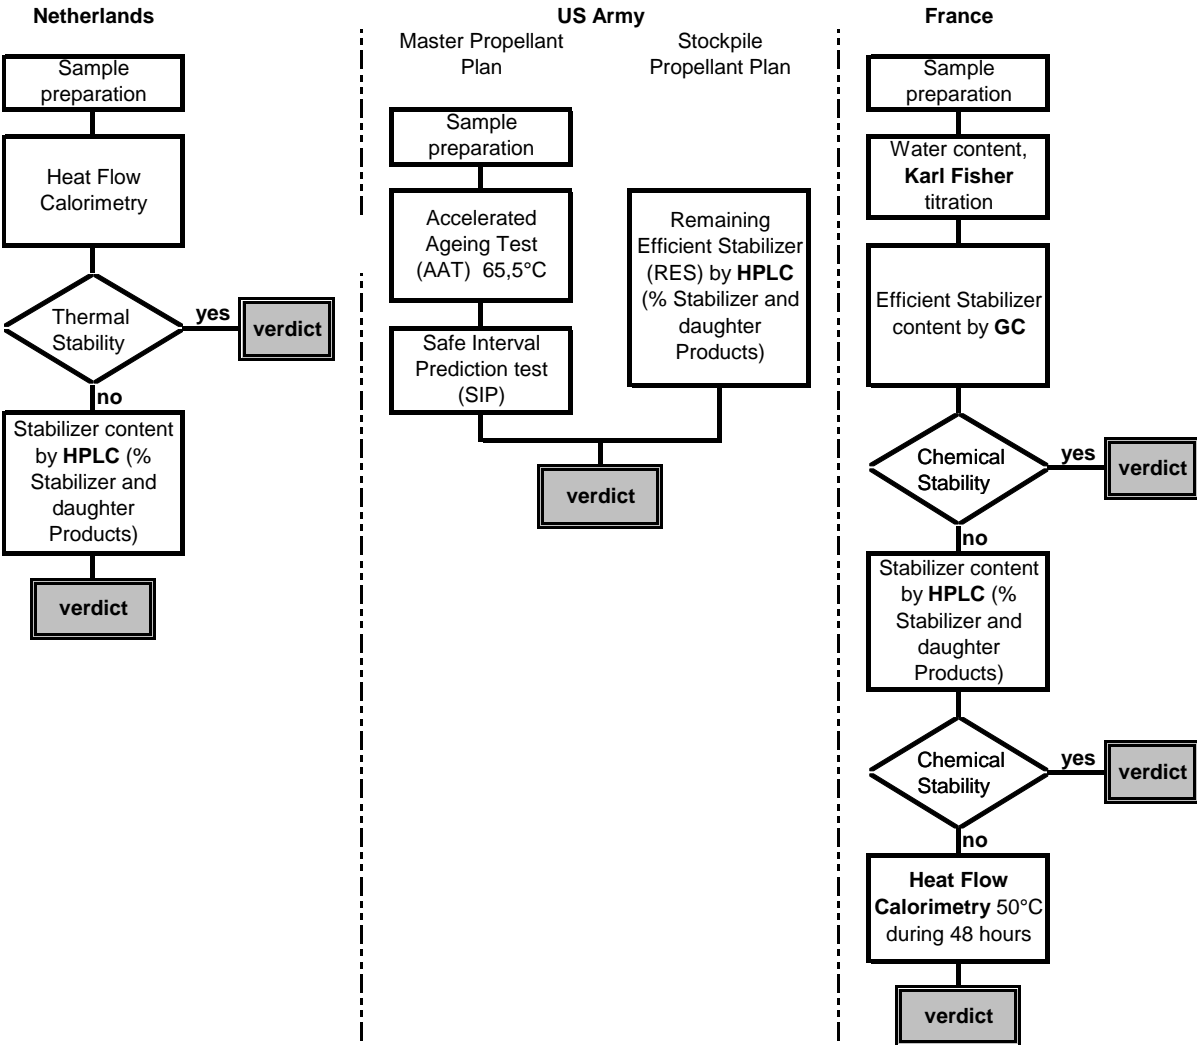 Netherlands
Sample
preparation
Heat Flow
Calorimetry
Thermal
Stability
yes
verdict
no
Stabilizer content
by HPLC (%
Stabilizer and
daughter
Products)
verdict
US Army
Master Propellant
Plan
Sample
preparation
Accelerated
Ageing Test
(AAT) 65,5°C
Safe Interval
Prediction test
(SIP)
Stockpile
Propellant Plan
Remaining
Efficient Stabilizer
(RES) by HPLC
(% Stabilizer and
daughter
Products)
verdict
France
Sample
preparation
Water content,
Karl Fisher
titration
Efficient Stabilizer
content by GC
Chemical
Stability
yes
verdict
no
Stabilizer content
by HPLC (%
Stabilizer and
daughter
Products)
Chemical
Stability
yes
verdict
no
Heat Flow
Calorimetry 50°C
during 48 hours
verdict